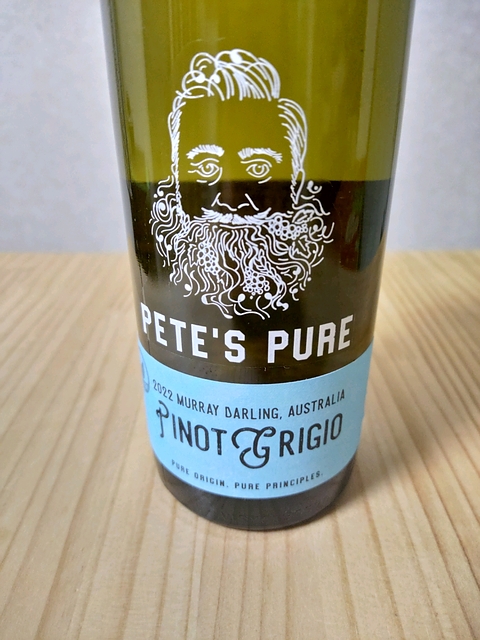 PETE'S PURE
2022 MURRAY DARLING, AUSTRALIA
PINOT GRIGIO
PURE ORIGIN. PURE PRINCIPLES.